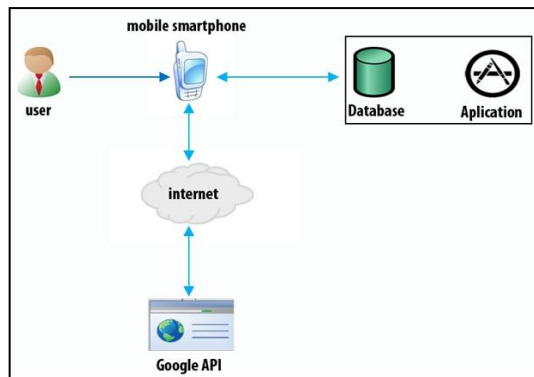 mobile smartphone
user
Database
Aplication
internet
Google API